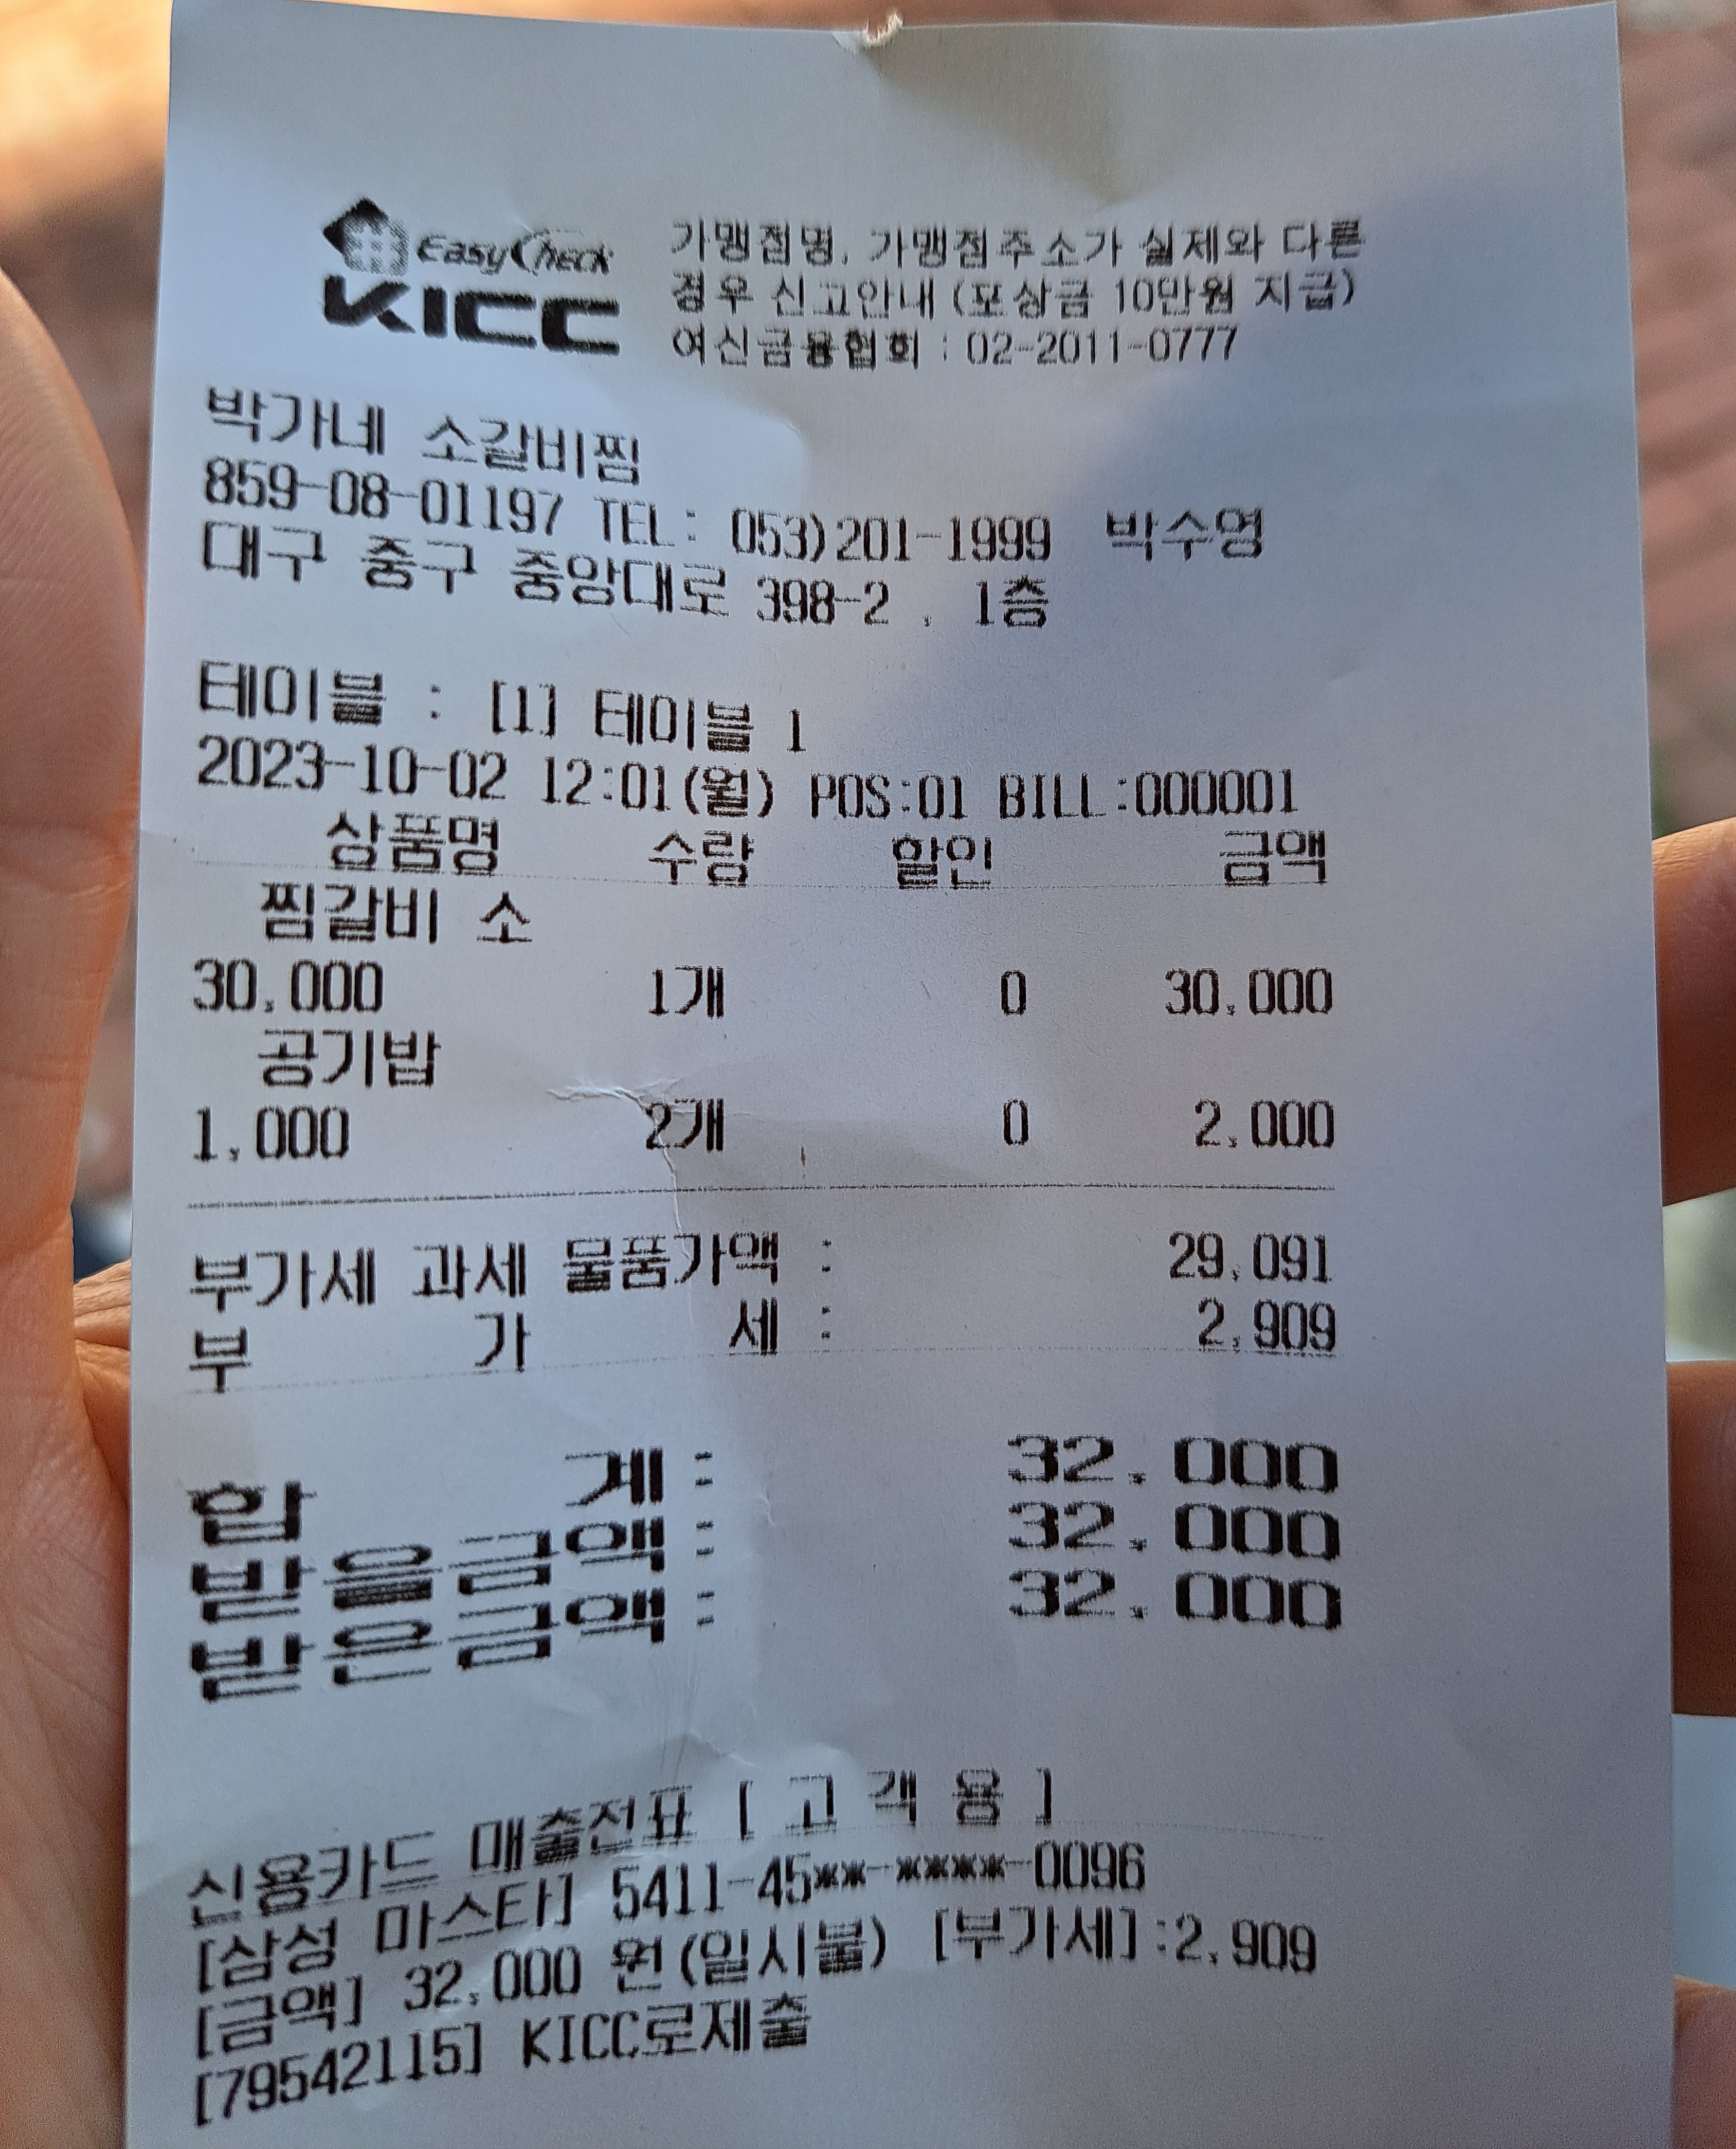 EasyCheck
KICC
가맹점명, 가맹점주소가 실제와 다른
경우 신고안내 (포상금 10만원 지급)
여신금융협회 : 02-2011-0777
박가네 소갈비찜
859-08-01197 TEL: 053)201-1999 박수영
대구 중구 중앙대로 398-2 , 1층
테이블 : [1] 테이블 1
2023-10-02 12:01(월) POS:01 BILL:000001
상품명 수량 할인 금액
찜갈비 소
30,000 1개 0 30,000
공기밥
1,000 2개 0 2,000
부가세 과세 물품가액 : 29,091
부 가 세 : 2,909
합 계: 32,000
받을금액: 32,000
받은금액: 32,000
신용카드 매출전표 [ 고 객 용 ]
[삼성 마스타] 5411-45**-****-0096
[금액] 32,000 원(일시불) [부가세]:2,909
[79542115] KICC로제출